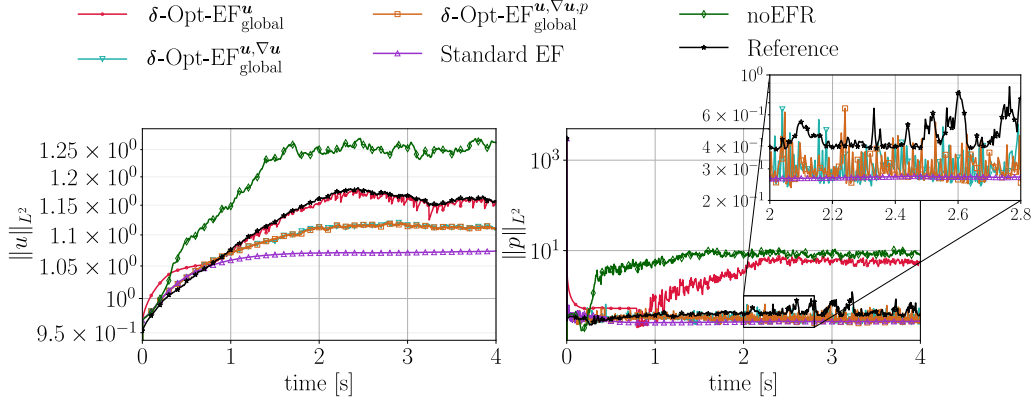 δ-Opt-EF^u_global δ-Opt-EF^{u,∇u,p}_global noEFR
δ-Opt-EF^{u,∇u}_global Standard EF Reference
10^0
6 × 10^−1
4 × 10^−1
3 × 10^−1
2 × 10^−1
2 2.2 2.4 2.6 2.8
||u||_{L^2}
1.25 × 10^0
1.2 × 10^0
1.15 × 10^0
1.1 × 10^0
1.05 × 10^0
10^0
9.5 × 10^−1
0 1 2 3 4
time [s]
||p||_{L^2}
10^3
10^1
0 1 2 3 4
time [s]